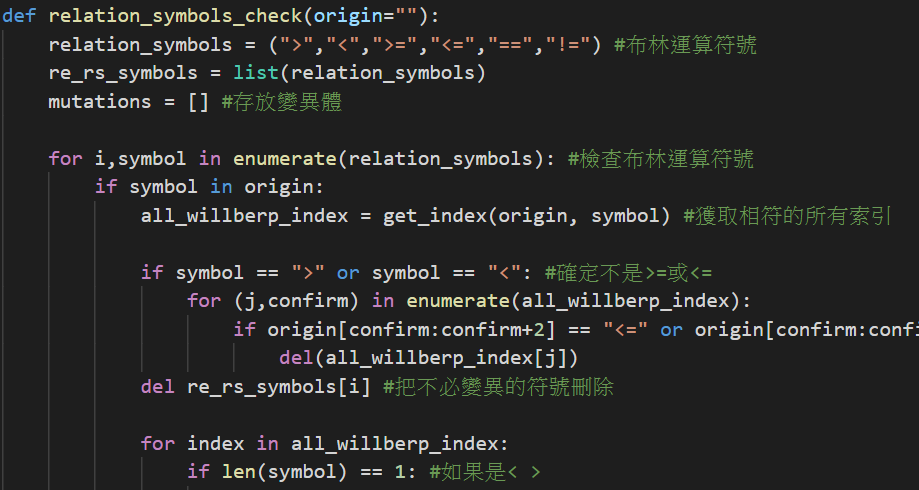 def relation_symbols_check(origin=""):
    relation_symbols = (">","<",">=","<=","==","!=") #布林運算符號
    re_rs_symbols = list(relation_symbols)
    mutations = [] #存放變異體
    for i,symbol in enumerate(relation_symbols): #檢查布林運算符號
        if symbol in origin:
            all_willberp_index = get_index(origin, symbol) #獲取相符的所有索引
            if symbol == ">" or symbol == "<": #確定不是>=或<=
                for (j,confirm) in enumerate(all_willberp_index):
                    if origin[confirm:confirm+2] == "<=" or origin[confirm:confi
                        del(all_willberp_index[j])
            del re_rs_symbols[i] #把不必變異的符號刪除
            for index in all_willberp_index:
                if len(symbol) == 1: #如果是< >